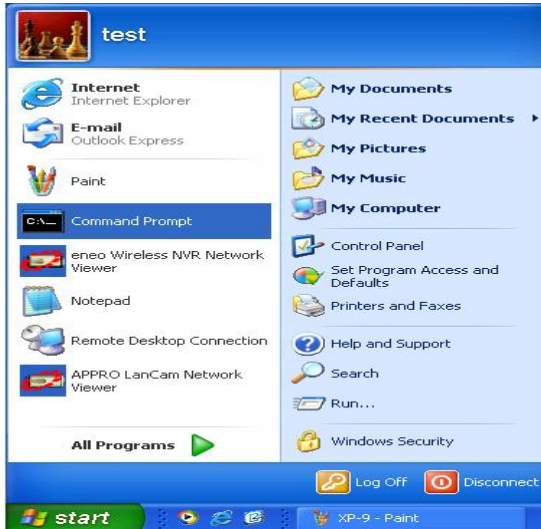 test
Internet
Internet Explorer
E-mail
Outlook Express
Paint
C:\_
Command Prompt
eneo Wireless NVR Network
Viewer
Notepad
Remote Desktop Connection
APPRO LanCam Network
Viewer
All Programs
My Documents
My Recent Documents
My Pictures
My Music
My Computer
Control Panel
Set Program Access and
Defaults
Printers and Faxes
Help and Support
Search
Run...
Windows Security
Log Off
Disconnect
start
XP-9 - Paint